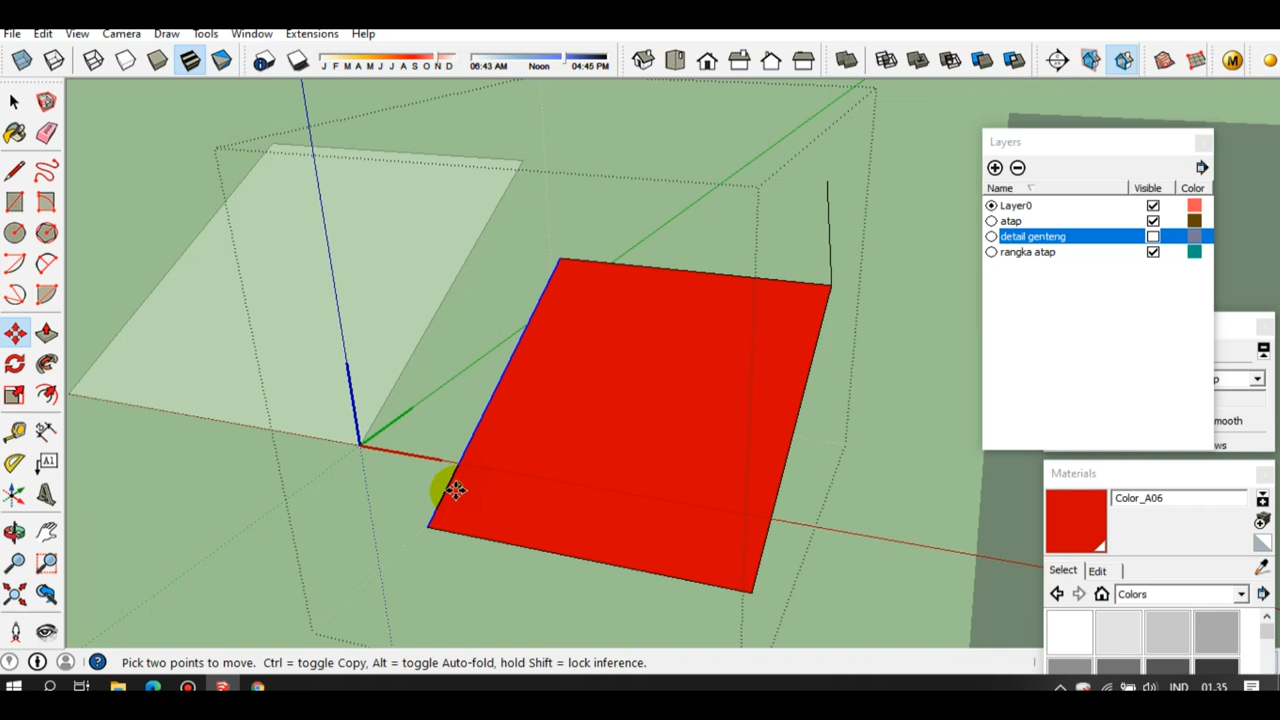 File Edit View Camera Draw Tools Window Extensions Help
J F M A M J J A S O N D 06:43 AM Noon 04:45 PM
M
Layers
Name Visible Color
Layer0
atap
detail genteng
rangka atap
p
mooth
ws
A1
A
Materials
Color_A06
Select Edit
Colors
Pick two points to move. Ctrl = toggle Copy, Alt = toggle Auto-fold, hold Shift = lock inference.
IND 01.35